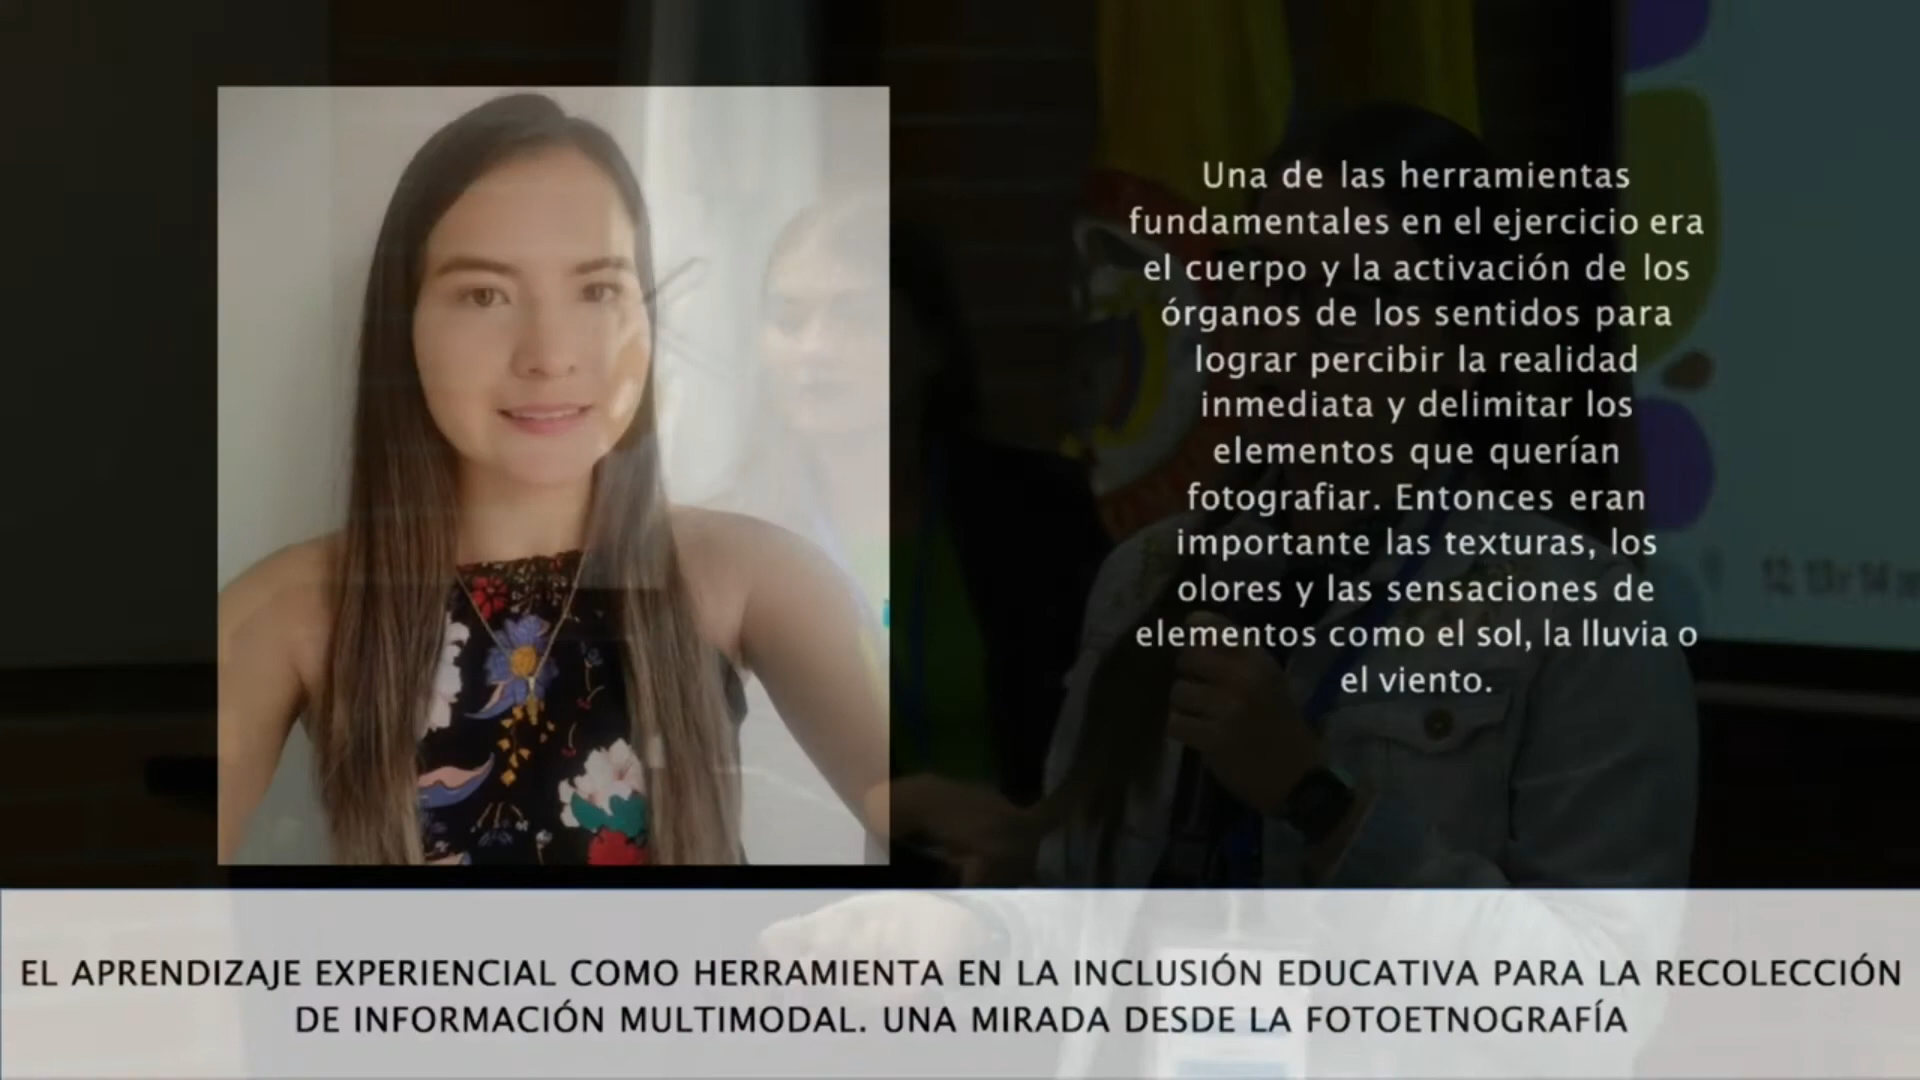 Una de las herramientas
fundamentales en el ejercicio era
el cuerpo y la activación de los
órganos de los sentidos para
lograr percibir la realidad
inmediata y delimitar los
elementos que querían
fotografiar. Entonces eran
importante las texturas, los
olores y las sensaciones de
elementos como el sol, la lluvia o
el viento.
EL APRENDIZAJE EXPERIENCIAL COMO HERRAMIENTA EN LA INCLUSIÓN EDUCATIVA PARA LA RECOLECCIÓN
DE INFORMACIÓN MULTIMODAL. UNA MIRADA DESDE LA FOTOETNOGRAFÍA